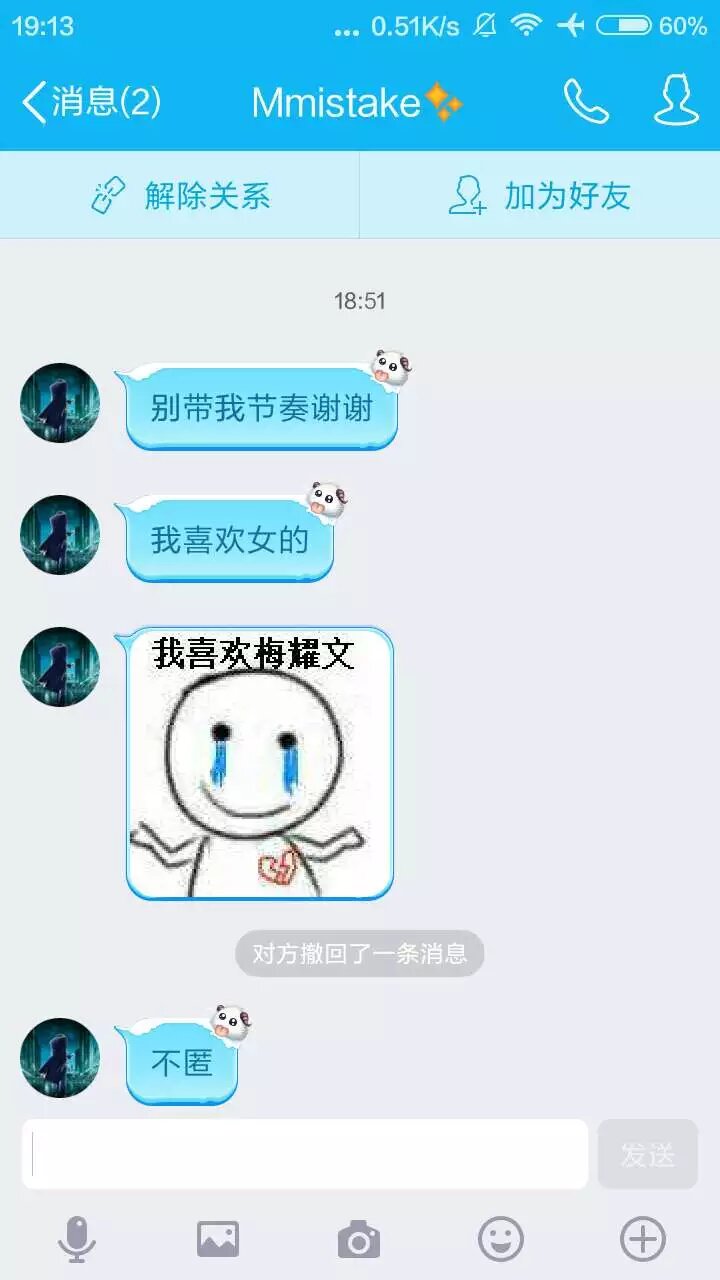 19:13
... 0.51K/s 60%
消息(2)
Mmistake
解除关系
加为好友
18:51
别带我节奏谢谢
我喜欢女的
我喜欢梅耀文
对方撤回了一条消息
不匿
发送